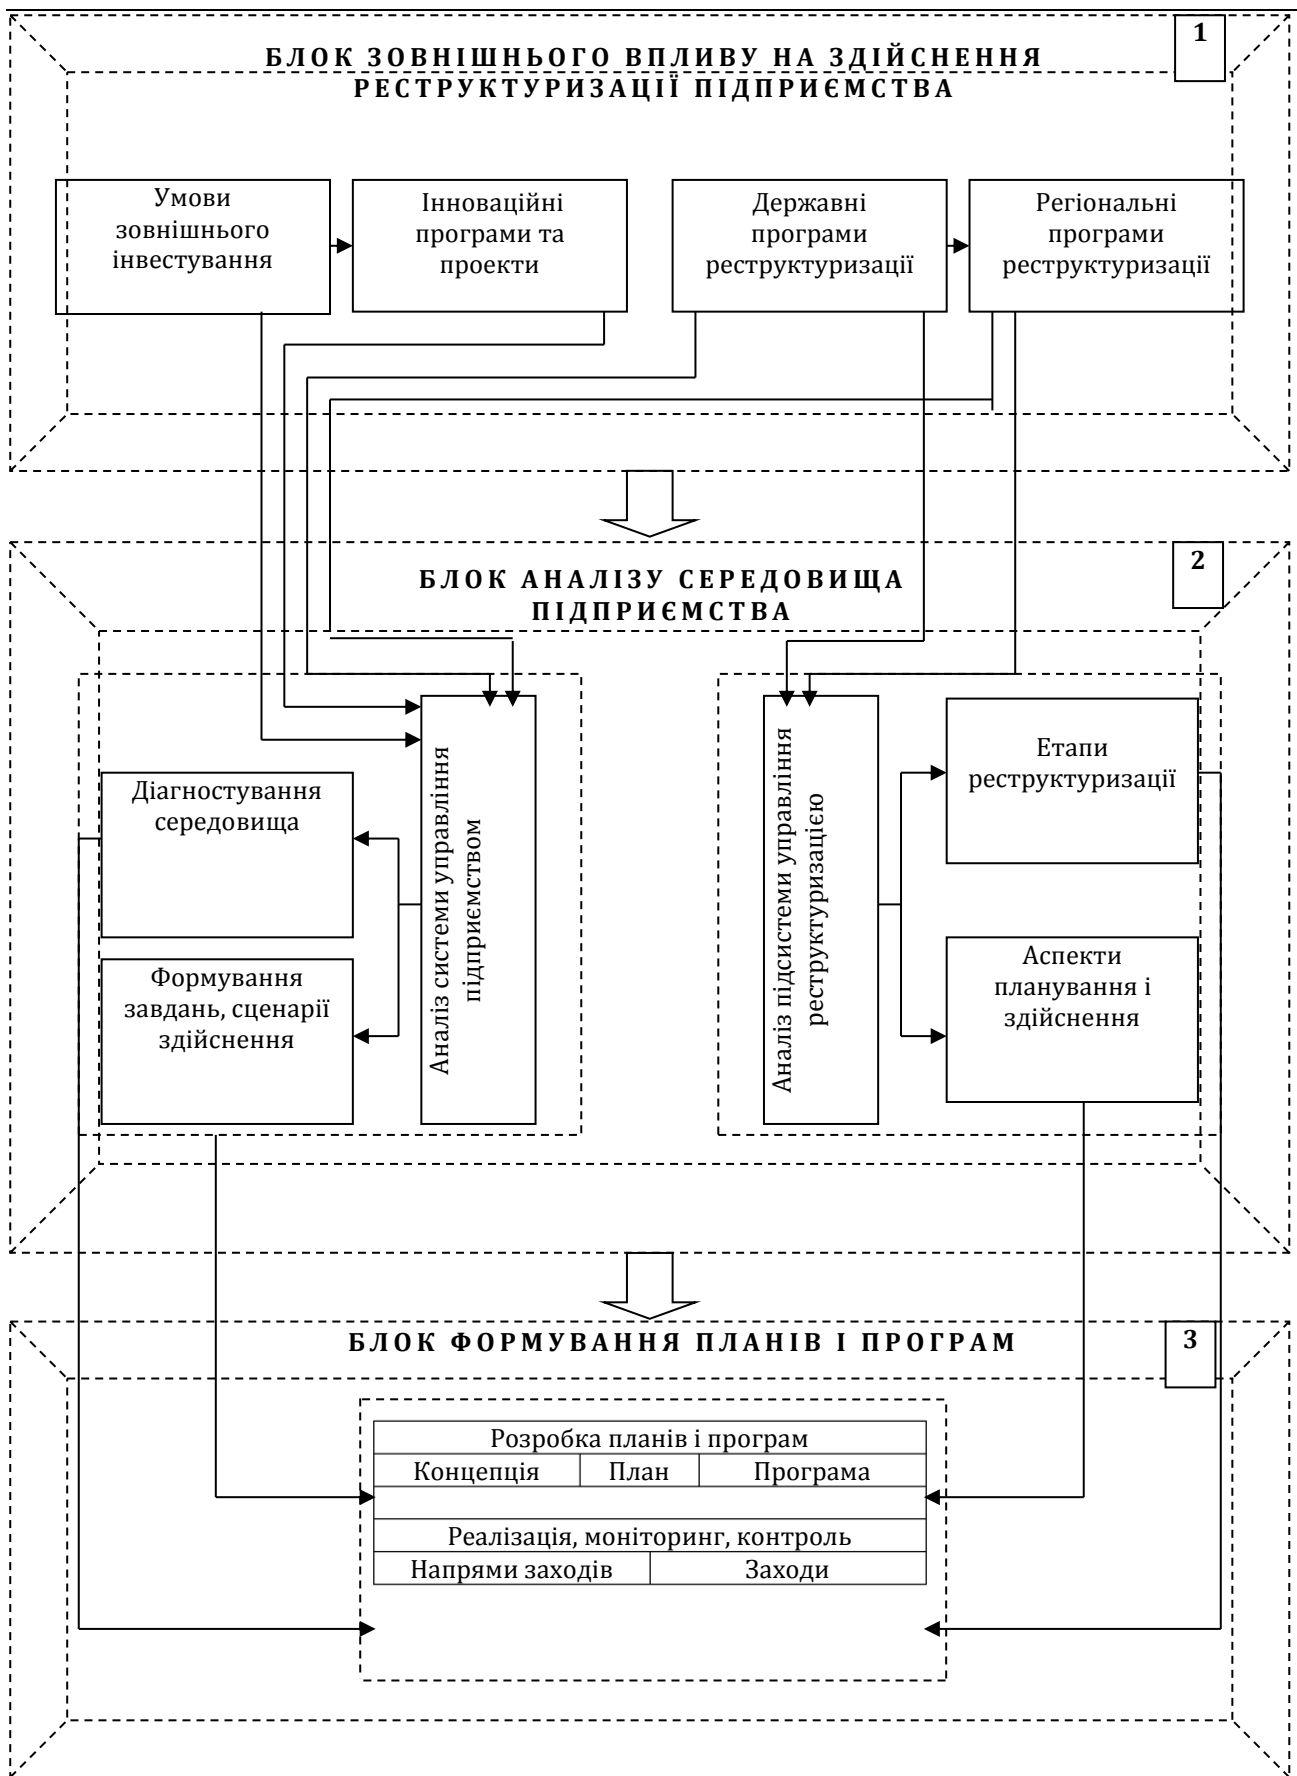 1
БЛОК ЗОВНІШНЬОГО ВПЛИВУ НА ЗДІЙСНЕННЯ
РЕСТРУКТУРИЗАЦІЇ ПІДПРИЄМСТВА
Умови
зовнішнього
інвестування
Інноваційні
програми та
проекти
Державні
програми
реструктуризації
Регіональні
програми
реструктуризації
2
БЛОК АНАЛІЗУ СЕРЕДОВИЩА
ПІДПРИЄМСТВА
Діагностування
середовища
Формування
завдань, сценарії
здійснення
Аналіз системи управління
підприємством
Аналіз підсистеми управління
реструктуризацією
Етапи
реструктуризації
Аспекти
планування і
здійснення
3
БЛОК ФОРМУВАННЯ ПЛАНІВ І ПРОГРАМ
Розробка планів і програм
Концепція План Програма
Реалізація, моніторинг, контроль
Напрями заходів Заходи